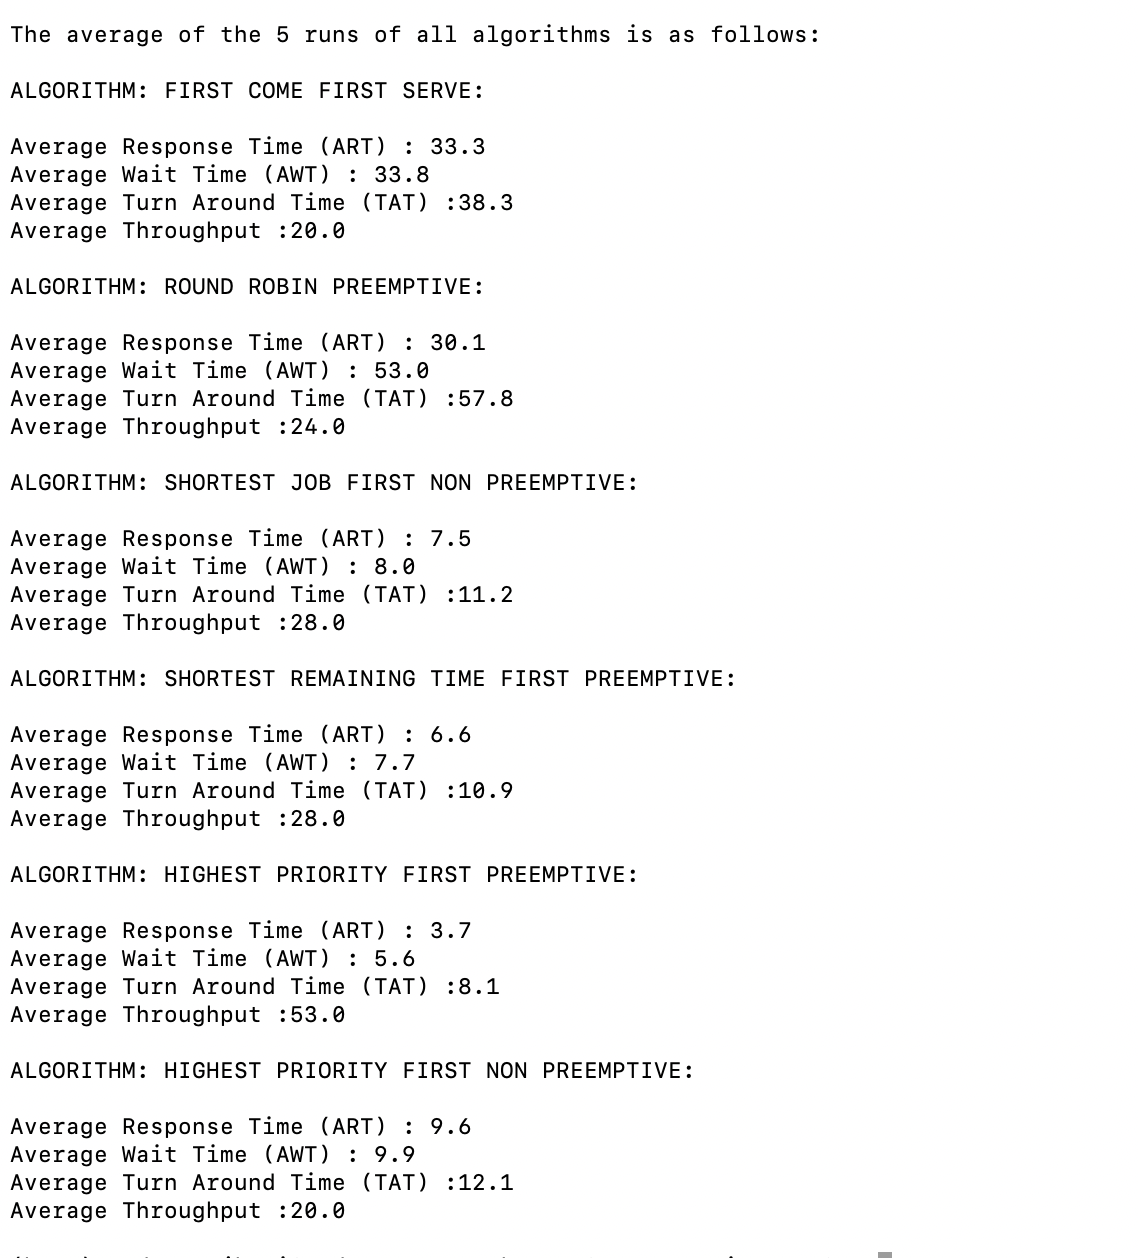 The average of the 5 runs of all algorithms is as follows:
ALGORITHM: FIRST COME FIRST SERVE:
Average Response Time (ART) : 33.3
Average Wait Time (AWT) : 33.8
Average Turn Around Time (TAT) :38.3
Average Throughput :20.0
ALGORITHM: ROUND ROBIN PREEMPTIVE:
Average Response Time (ART) : 30.1
Average Wait Time (AWT) : 53.0
Average Turn Around Time (TAT) :57.8
Average Throughput :24.0
ALGORITHM: SHORTEST JOB FIRST NON PREEMPTIVE:
Average Response Time (ART) : 7.5
Average Wait Time (AWT) : 8.0
Average Turn Around Time (TAT) :11.2
Average Throughput :28.0
ALGORITHM: SHORTEST REMAINING TIME FIRST PREEMPTIVE:
Average Response Time (ART) : 6.6
Average Wait Time (AWT) : 7.7
Average Turn Around Time (TAT) :10.9
Average Throughput :28.0
ALGORITHM: HIGHEST PRIORITY FIRST PREEMPTIVE:
Average Response Time (ART) : 3.7
Average Wait Time (AWT) : 5.6
Average Turn Around Time (TAT) :8.1
Average Throughput :53.0
ALGORITHM: HIGHEST PRIORITY FIRST NON PREEMPTIVE:
Average Response Time (ART) : 9.6
Average Wait Time (AWT) : 9.9
Average Turn Around Time (TAT) :12.1
Average Throughput :20.0